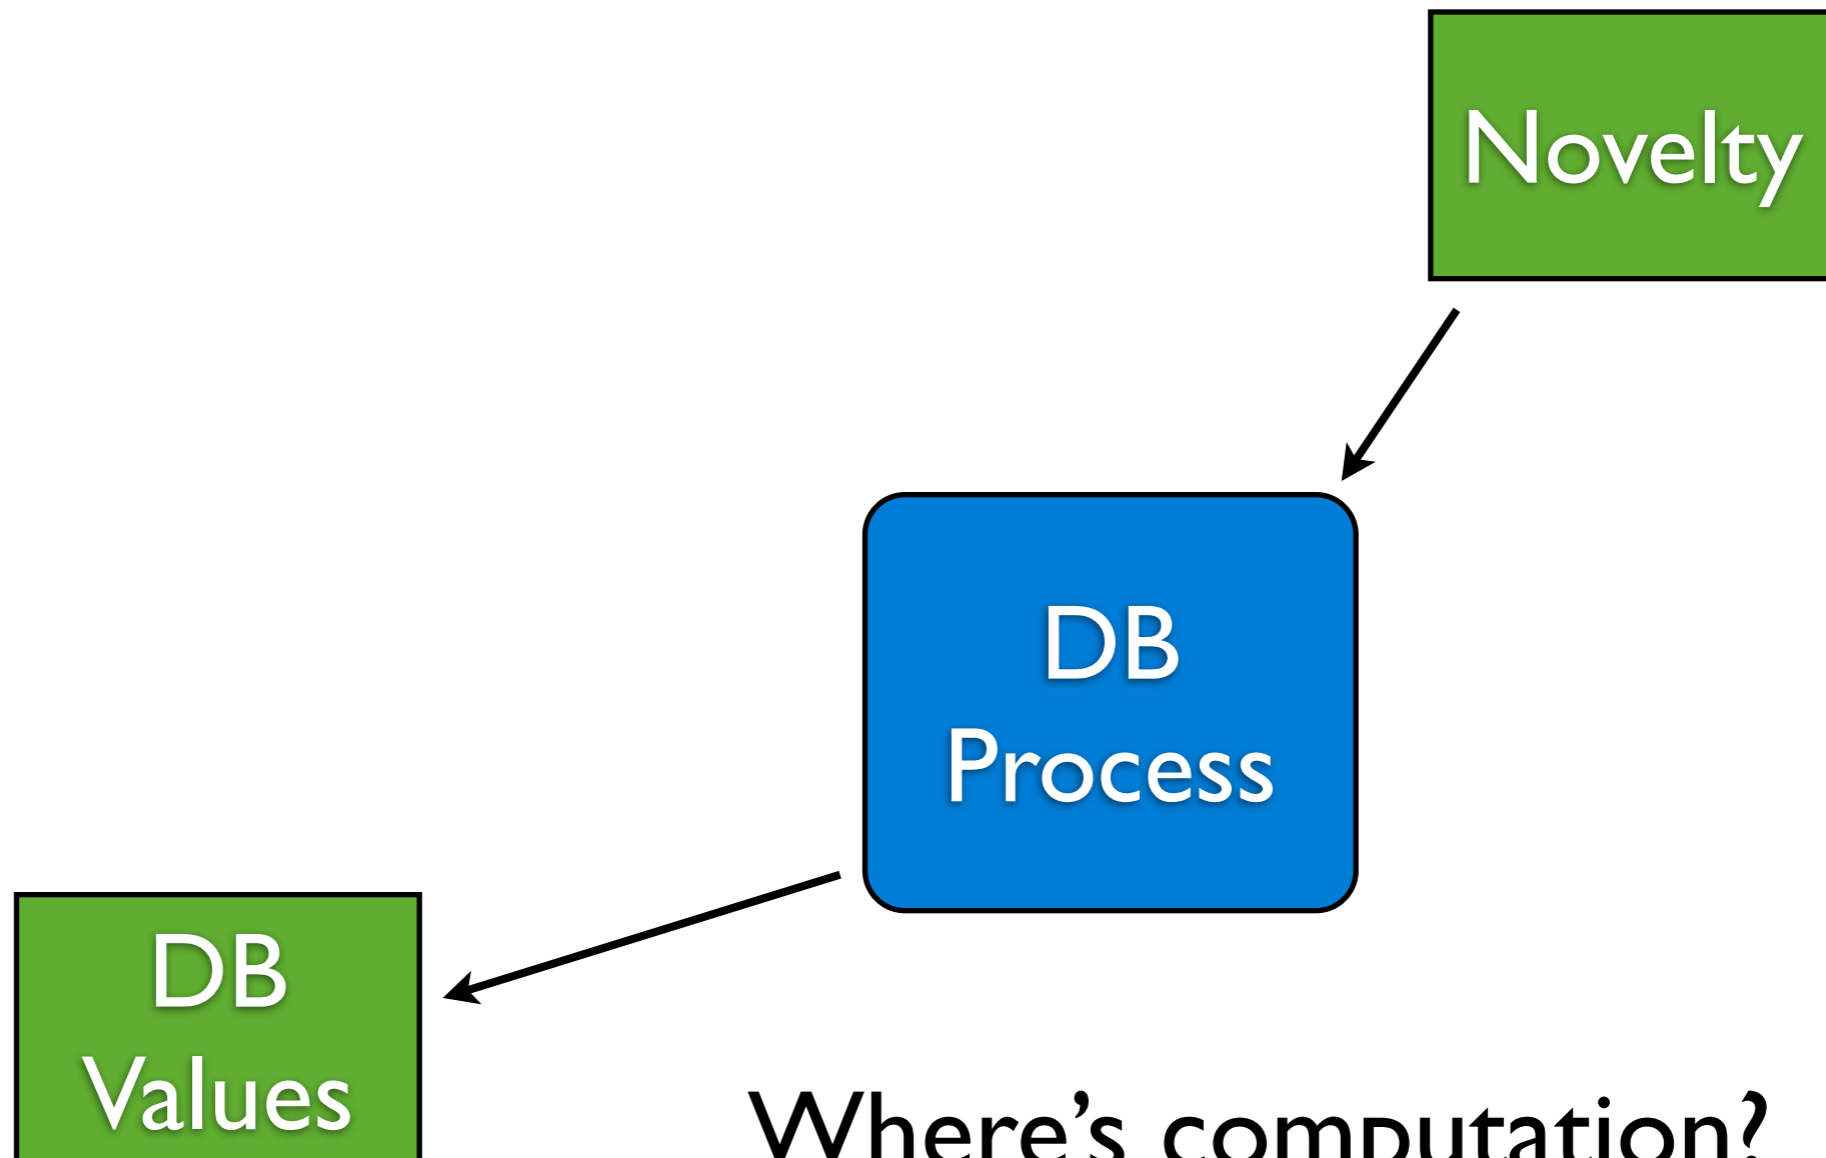 Novelty
DB
Process
DB
Values
Where's computation?